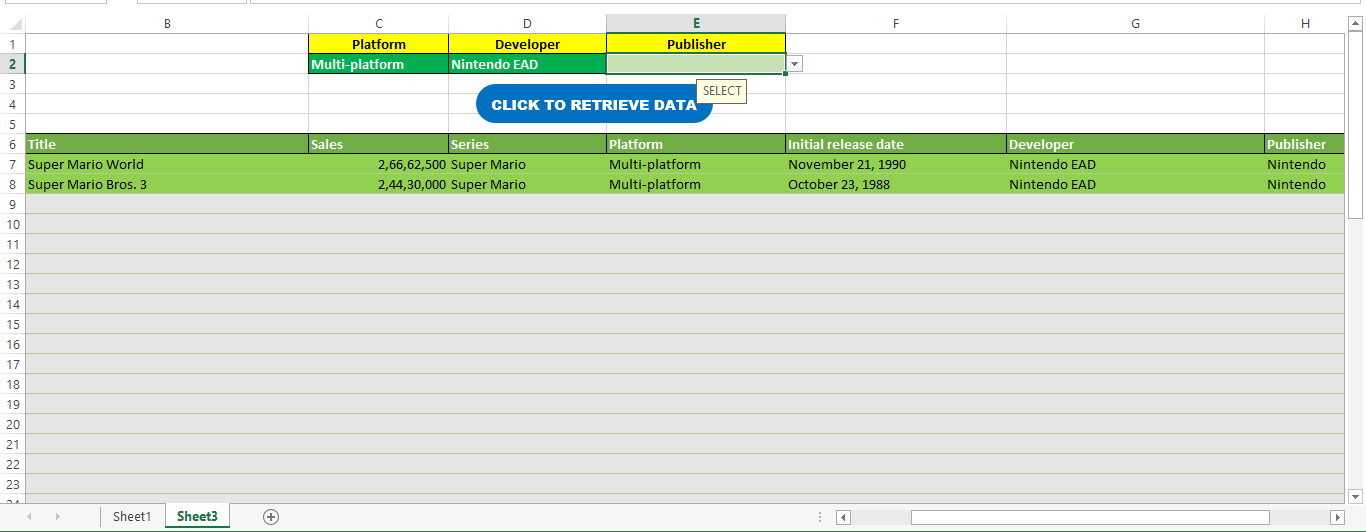 B C D E F G H
1 Platform Developer Publisher
2 Multi-platform Nintendo EAD
3 SELECT
4 CLICK TO RETRIEVE DATA
5
6 Title Sales Series Platform Initial release date Developer Publisher
7 Super Mario World 2,66,62,500 Super Mario Multi-platform November 21, 1990 Nintendo EAD Nintendo
8 Super Mario Bros. 3 2,44,30,000 Super Mario Multi-platform October 23, 1988 Nintendo EAD Nintendo
9
10
11
12
13
14
15
16
17
18
19
20
21
22
23
Sheet1 Sheet3